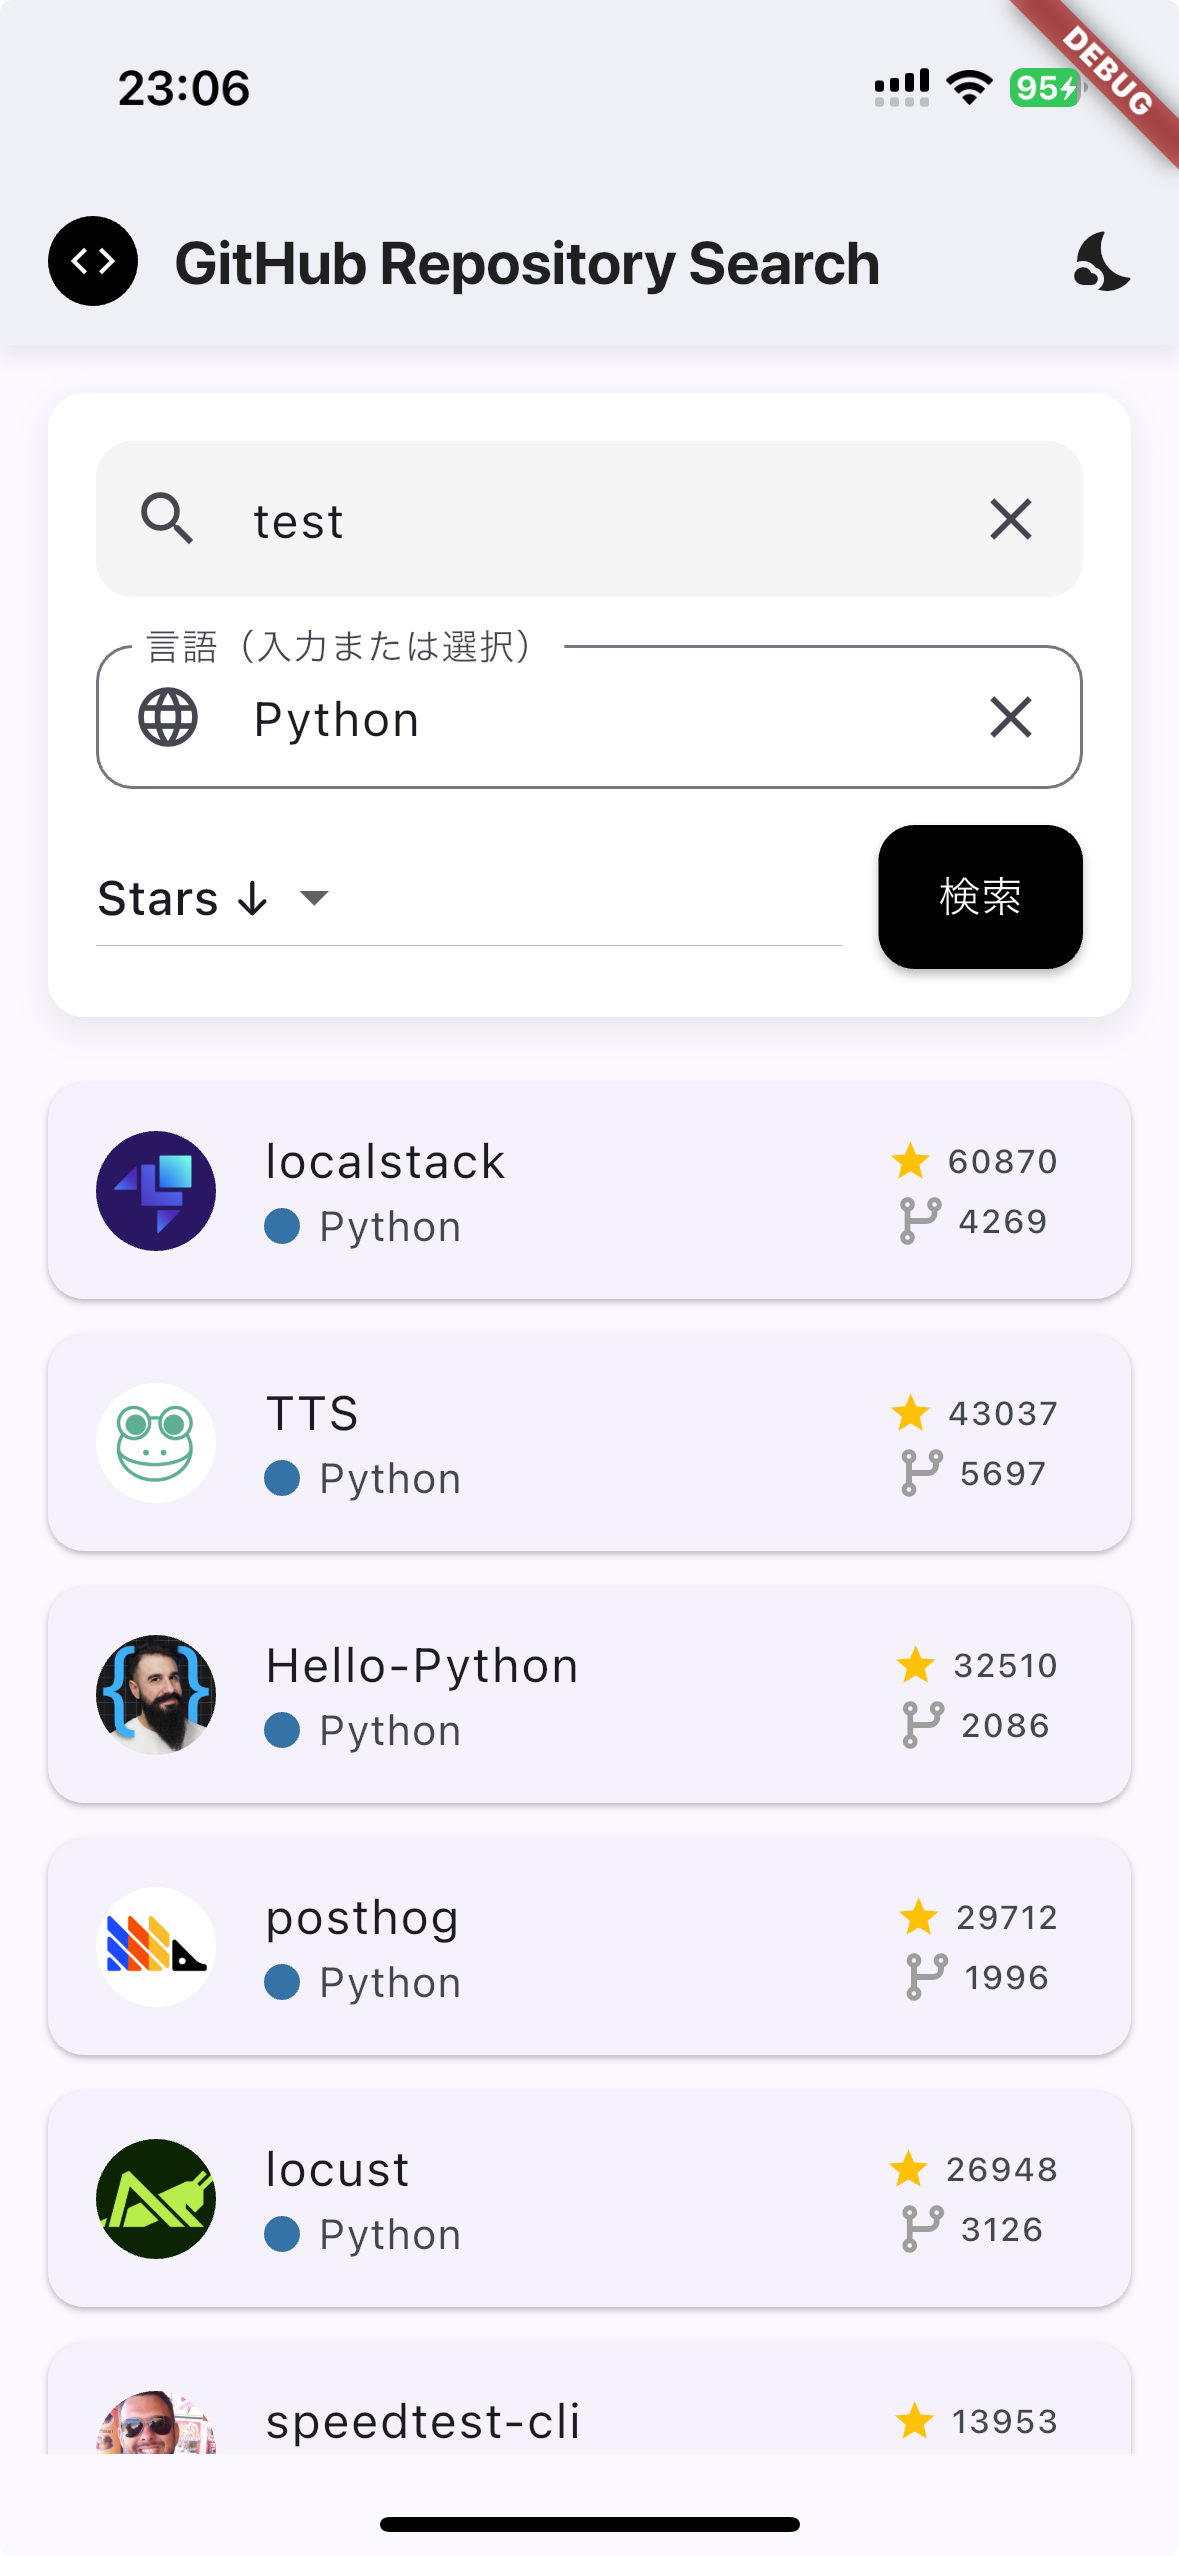 23:06
95
DEBUG
GitHub Repository Search
test
言語（入力または選択）
Python
Stars ↓
検索
localstack
60870
Python
4269
TTS
43037
Python
5697
Hello-Python
32510
Python
2086
posthog
29712
Python
1996
locust
26948
Python
3126
speedtest-cli
13953